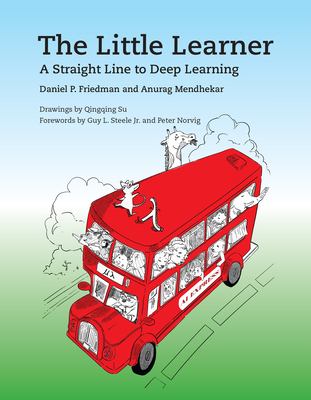 The Little Learner
A Straight Line to Deep Learning
Daniel P. Friedman and Anurag Mendhekar
Drawings by Qingqing Su
Forewords by Guy L. Steele Jr. and Peter Norvig
AI EXPRESS